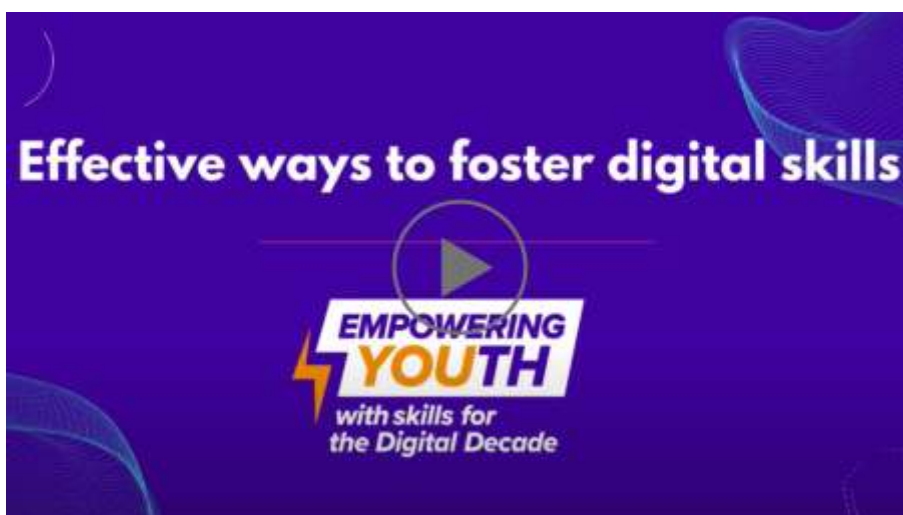 Effective ways to foster digital skills
EMPOWERING
YOUTH
with skills for
the Digital Decade